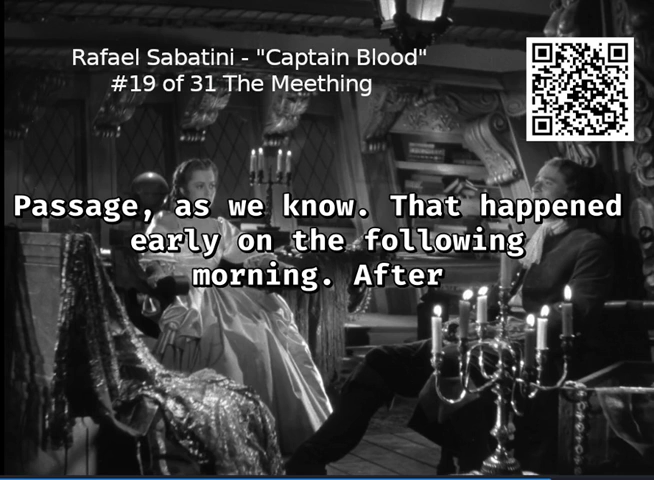 Rafael Sabatini - "Captain Blood"
#19 of 31 The Meething
Passage, as we know. That happened
early on the following
morning. After